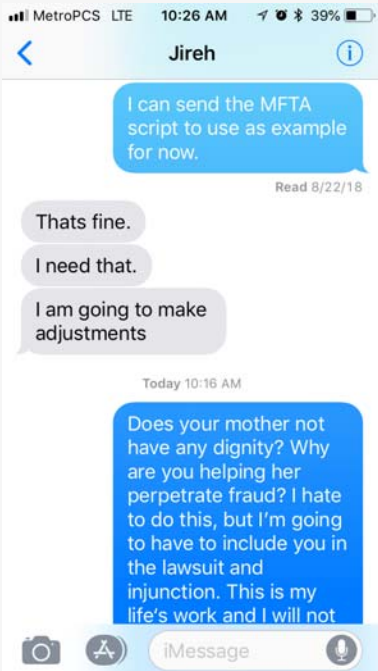 MetroPCS LTE 10:26 AM 39%
Jireh
I can send the MFTA
script to use as example
for now.
Read 8/22/18
Thats fine.
I need that.
I am going to make
adjustments
Today 10:16 AM
Does your mother not
have any dignity? Why
are you helping her
perpetrate fraud? I hate
to do this, but I’m going
to have to include you in
the lawsuit and
injunction. This is my
life’s work and I will not
iMessage